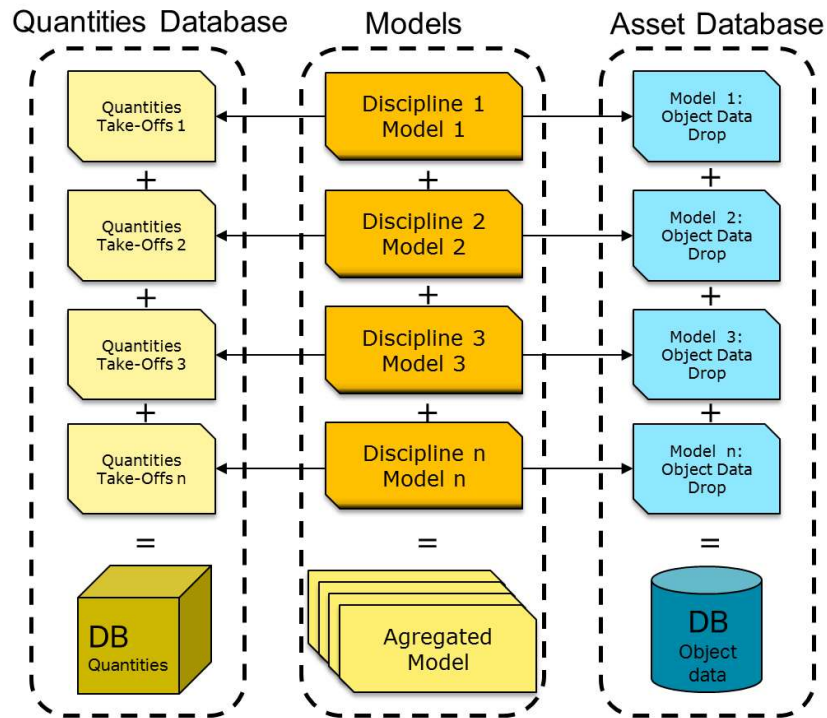 Quantities Database
Models
Asset Database
Quantities
Take-Offs 1
Discipline 1
Model 1
Model 1:
Object Data
Drop
+
+
+
Quantities
Take-Offs 2
Discipline 2
Model 2
Model 2:
Object Data
Drop
+
+
+
Quantities
Take-Offs 3
Discipline 3
Model 3
Model 3:
Object Data
Drop
+
+
+
Quantities
Take-Offs n
Discipline n
Model n
Model n:
Object Data
Drop
=
=
=
DB
Quantities
Agregated
Model
DB
Object
data